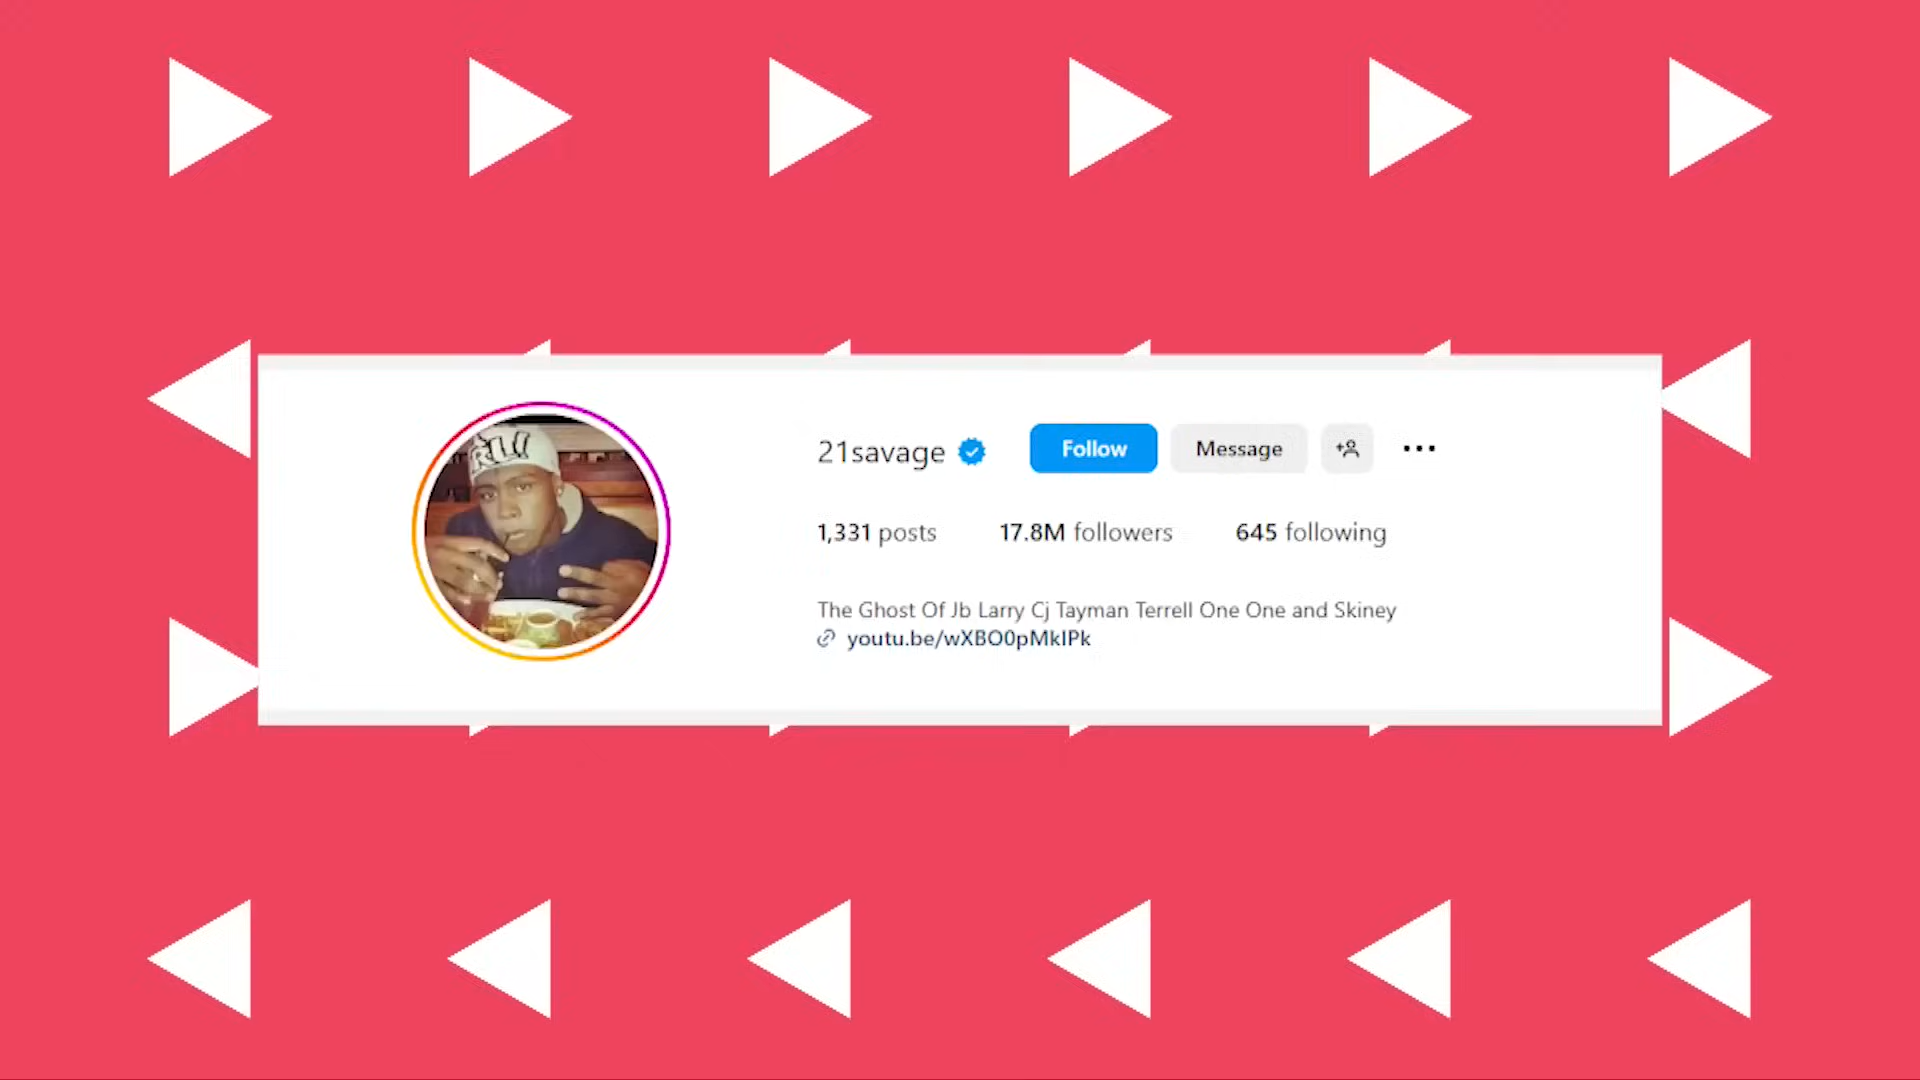 21savage Follow Message
1,331 posts 17.8M followers 645 following
The Ghost Of Jb Larry Cj Tayman Terrell One One and Skiney
youtu.be/wXBO0pMkIPk